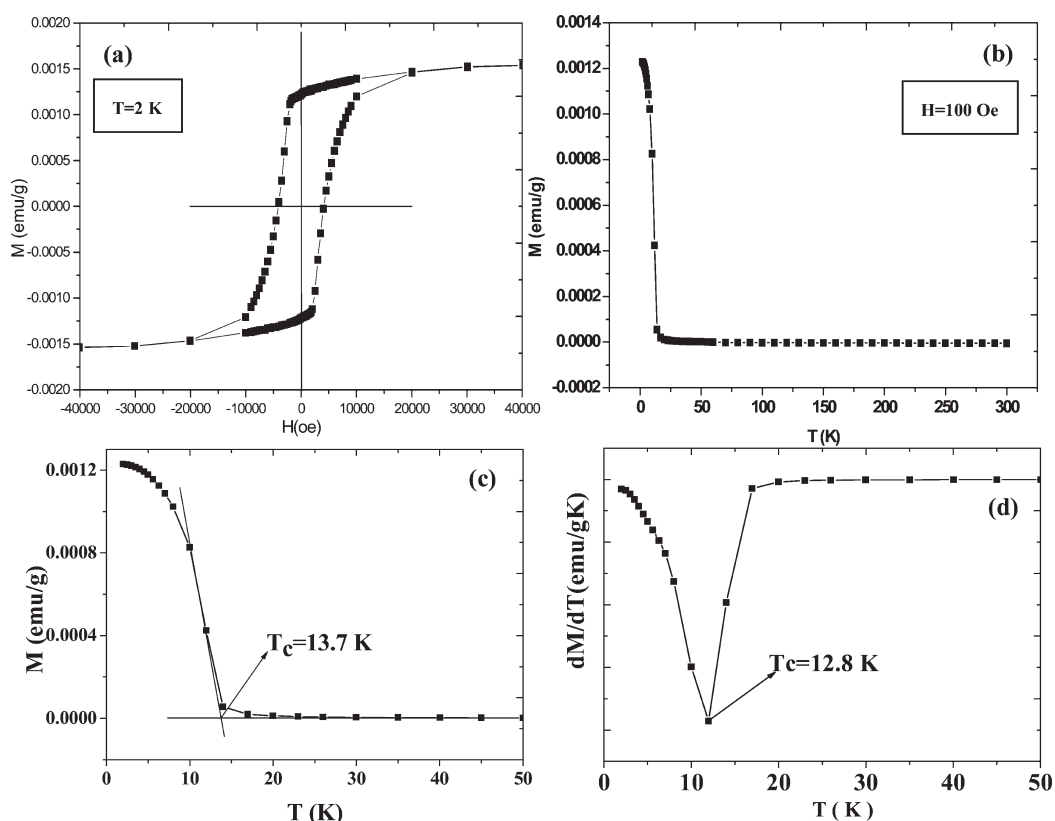 (a)
T=2 K
M (emu/g)
0.0020
0.0015
0.0010
0.0005
0.0000
-0.0005
-0.0010
-0.0015
-0.0020
-40000 -30000 -20000 -10000 0 10000 20000 30000 40000
H(oe)
(b)
H=100 Oe
M (emu/g)
0.0014
0.0012
0.0010
0.0008
0.0006
0.0004
0.0002
0.0000
-0.0002
0 50 100 150 200 250 300
T (K)
(c)
M (emu/g)
0.0012
0.0008
0.0004
0.0000
Tc=13.7 K
0 10 20 30 40 50
T (K)
(d)
dM/dT(emu/gK)
Tc=12.8 K
0 10 20 30 40 50
T ( K )